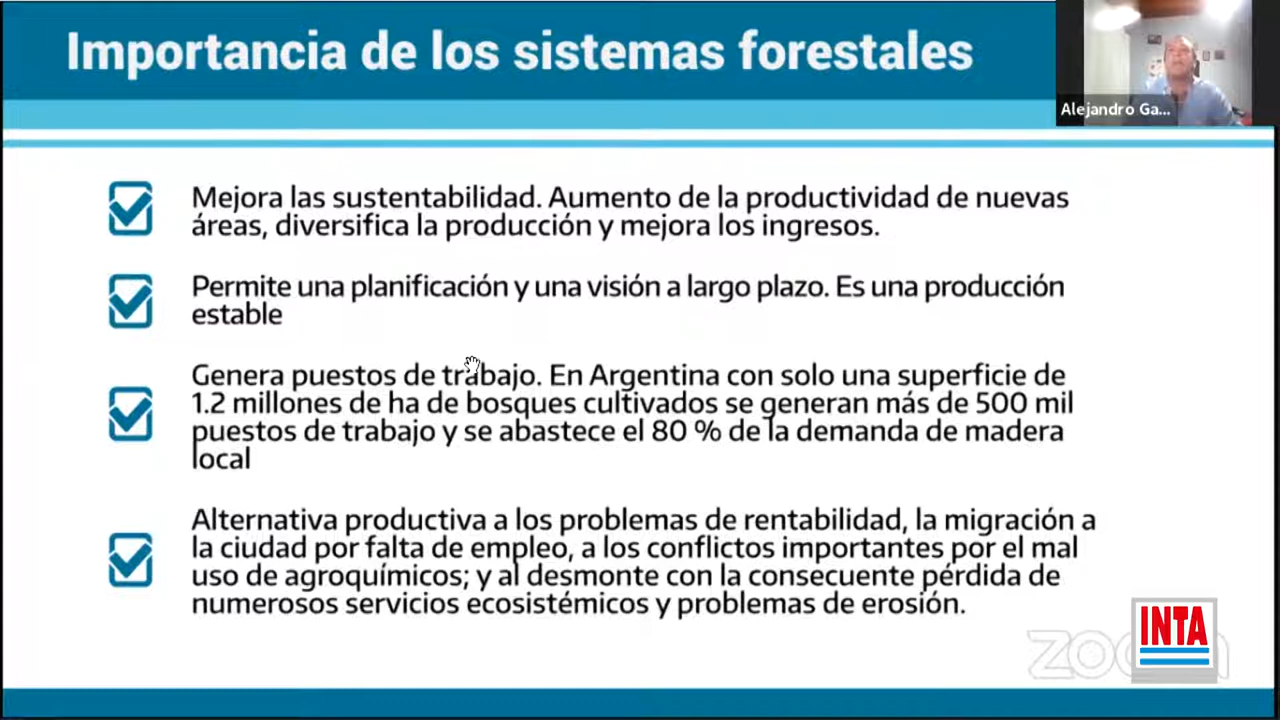 Importancia de los sistemas forestales
Alejandro Ga...
Mejora las sustentabilidad. Aumento de la productividad de nuevas
áreas, diversifica la producción y mejora los ingresos.
Permite una planificación y una visión a largo plazo. Es una producción
estable
Genera puestos de trabajo. En Argentina con solo una superficie de
1.2 millones de ha de bosques cultivados se generan más de 500 mil
puestos de trabajo y se abastece el 80 % de la demanda de madera
local
Alternativa productiva a los problemas de rentabilidad, la migración a
la ciudad por falta de empleo, a los conflictos importantes por el mal
uso de agroquímicos; y al desmonte con la consecuente pérdida de
numerosos servicios ecosistémicos y problemas de erosión.
INTA
zoom